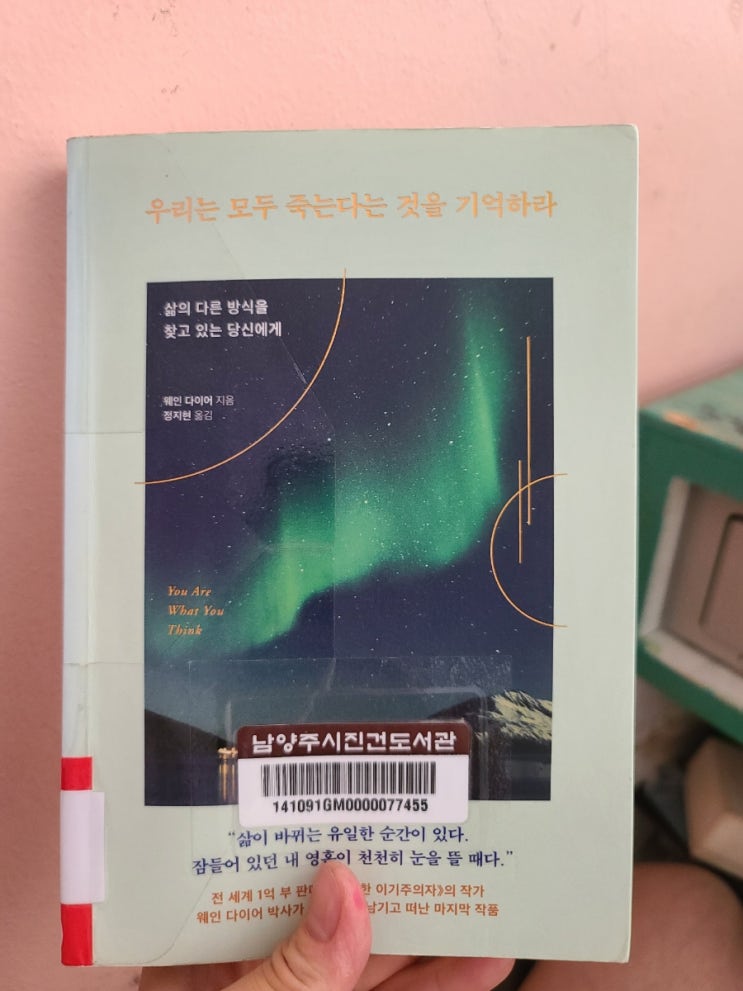 우리는 모두 죽는다는 것을 기억하라
삶의 다른 방식을
찾고 있는 당신에게
웨인 다이어 지음
정지현 옮김
You Are
What You
Think
남양주시진건도서관
141091GM0000077455
“삶이 바뀌는 유일한 순간이 있다.
잠들어 있던 내 영혼이 천천히 눈을 뜰 때다.”
전 세계 1억 부 한 이기주의자》의 작가
웨인 다이어 박사가 남기고 떠난 마지막 작품